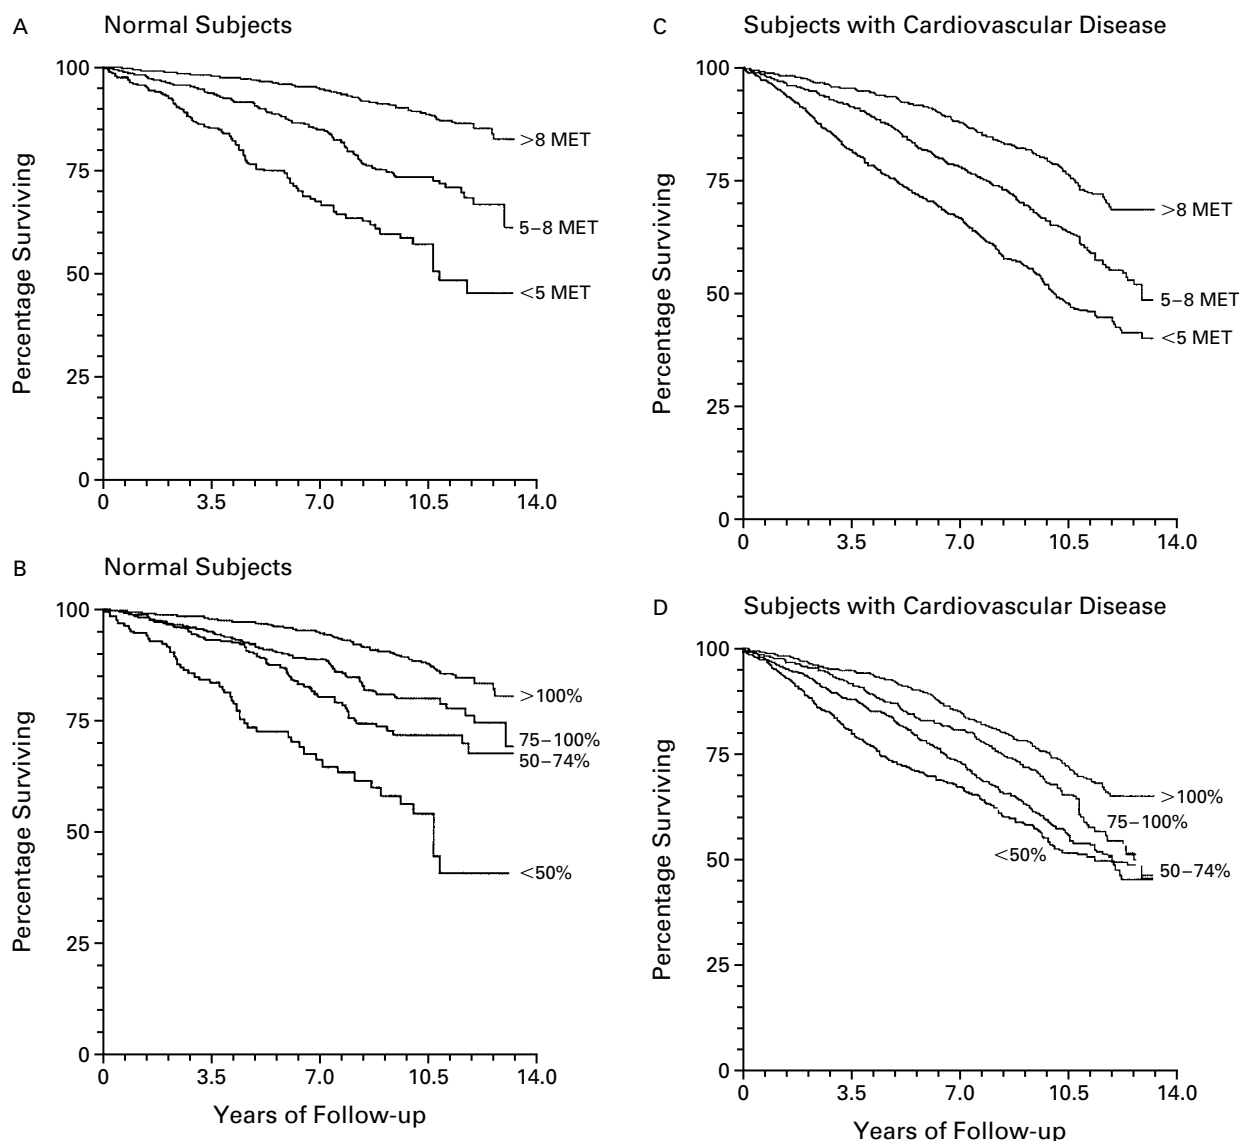 A
Normal Subjects
Percentage Surviving
100
75
50
25
0
0
3.5
7.0
10.5
14.0
>8 MET
5–8 MET
<5 MET
B
Normal Subjects
Percentage Surviving
100
75
50
25
0
0
3.5
7.0
10.5
14.0
>100%
75–100%
50–74%
<50%
Years of Follow-up
C
Subjects with Cardiovascular Disease
Percentage Surviving
100
75
50
25
0
0
3.5
7.0
10.5
14.0
>8 MET
5–8 MET
<5 MET
D
Subjects with Cardiovascular Disease
Percentage Surviving
100
75
50
25
0
0
3.5
7.0
10.5
14.0
>100%
75–100%
<50%
50–74%
Years of Follow-up